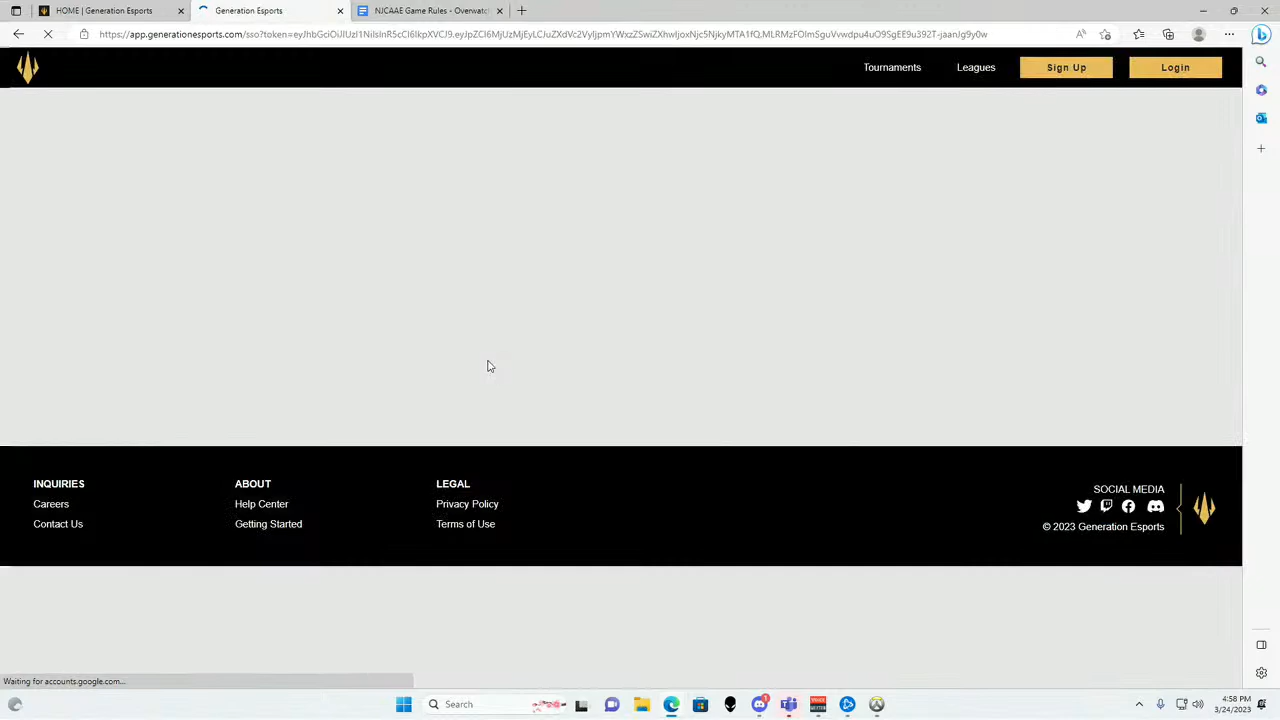 HOME | Generation Esports
Generation Esports
NJCAAE Game Rules - Overwatc
Tournaments
Leagues
Sign Up
Login
INQUIRIES
Careers
Contact Us
ABOUT
Help Center
Getting Started
LEGAL
Privacy Policy
Terms of Use
SOCIAL MEDIA
© 2023 Generation Esports
Waiting for accounts.google.com...
Search
4:58 PM
3/24/2023